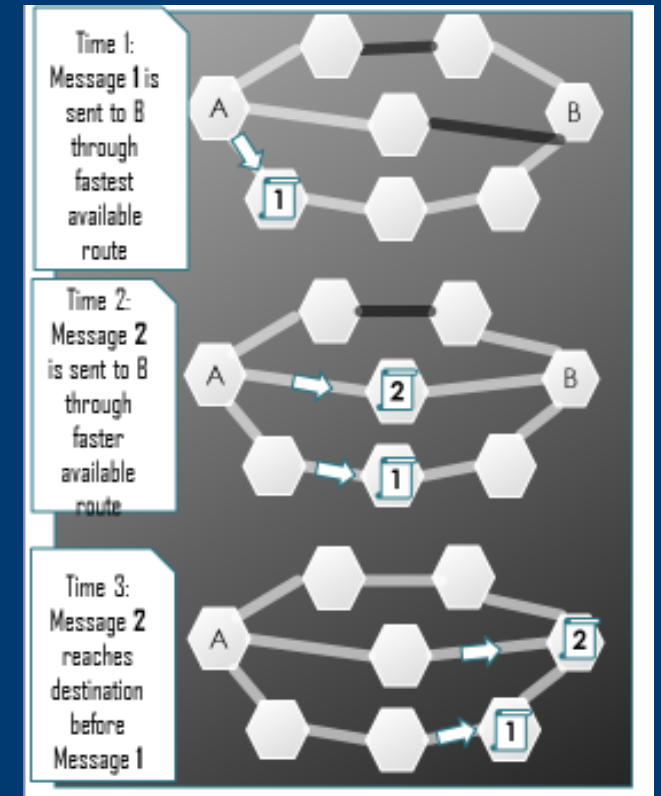 Time 1:
Message 1 is
sent to B
through
fastest
available
route
A
B
1
Time 2:
Message 2
is sent to B
through
faster
available
route
A
2
B
1
Time 3:
Message 2
reaches
destination
before
Message 1
A
2
1